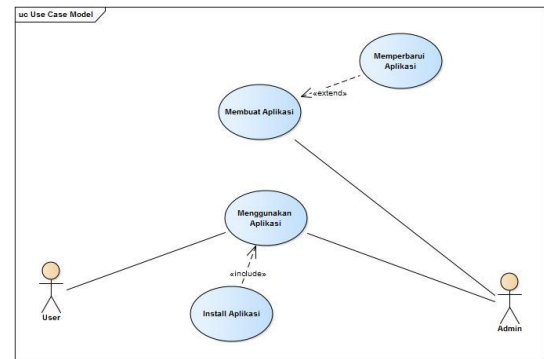 uc Use Case Model
Memperbarui
Aplikasi
«extend»
Membuat Aplikasi
Menggunakan
Aplikasi
«include»
User
Install Aplikasi
Admin